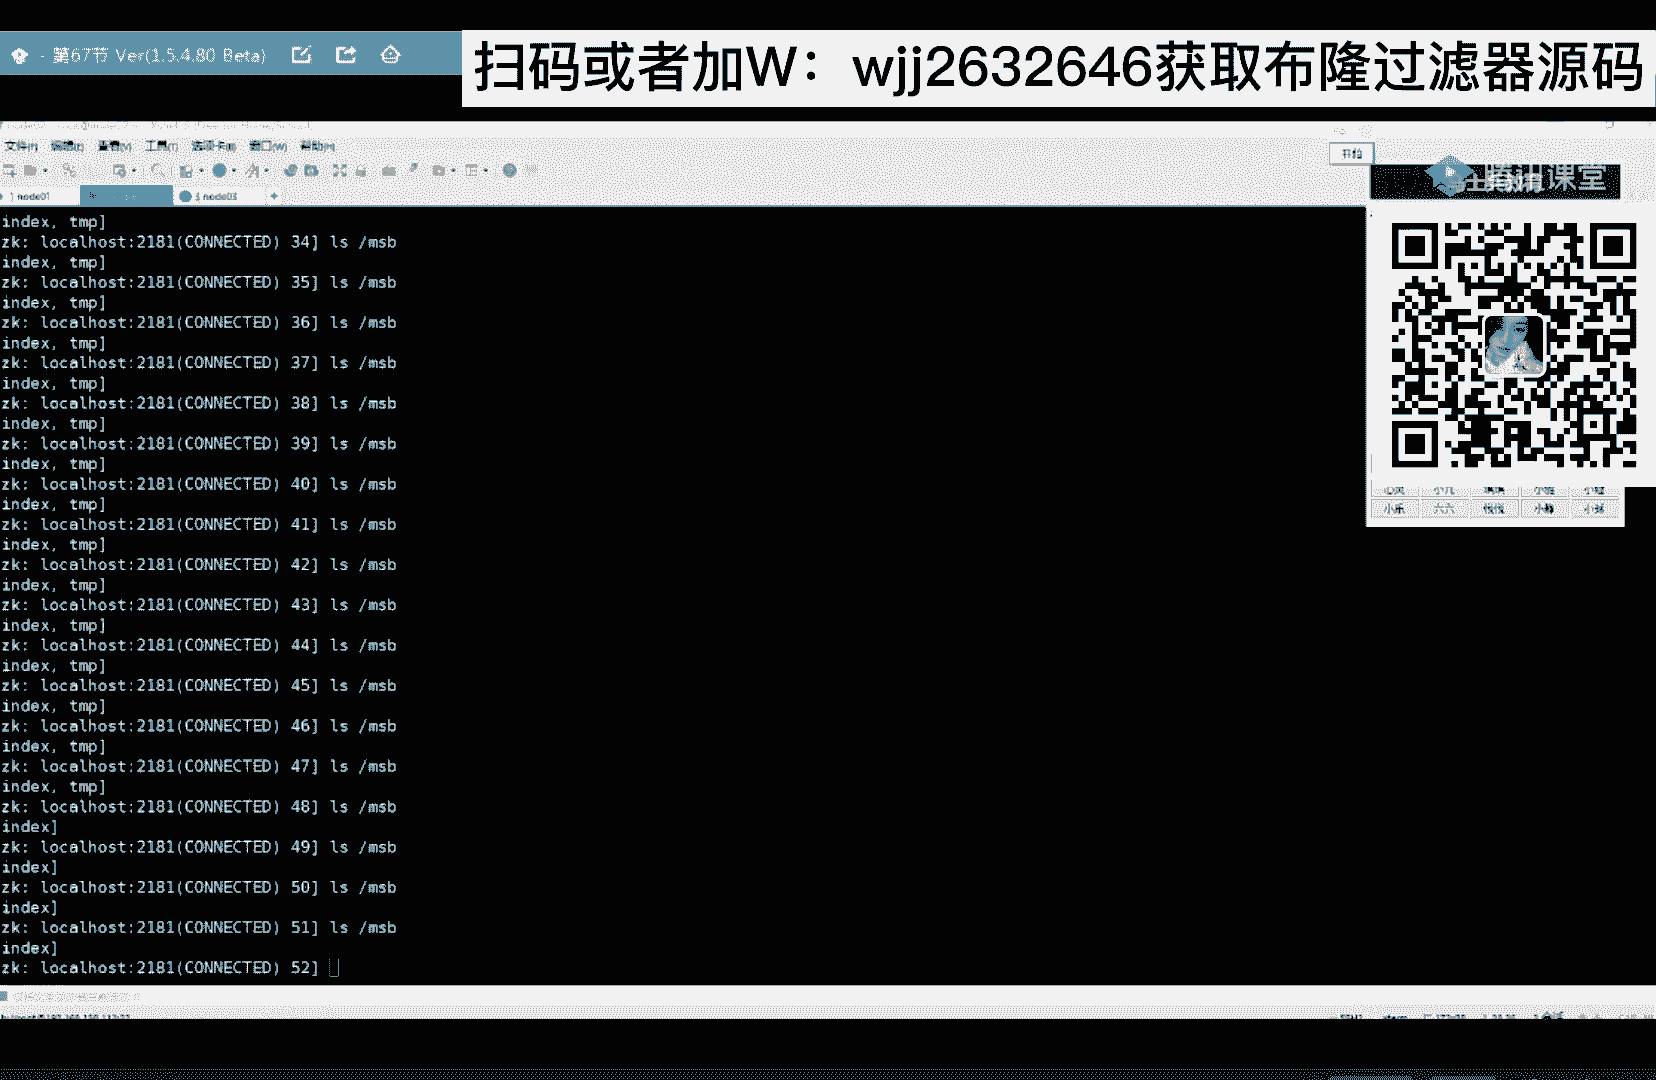 - 第67节 Ver(1.5.4.80 Beta)
扫码或者加W：wjj2632646获取布隆过滤器源码
文件(F) 编辑(E) 查看(V) 工具(T) 选项卡(B) 窗口(W) 帮助(H)
开始
腾讯课堂
1 node01
3 node03
index, tmp]
zk: localhost:2181(CONNECTED) 34] ls /msb
index, tmp]
zk: localhost:2181(CONNECTED) 35] ls /msb
index, tmp]
zk: localhost:2181(CONNECTED) 36] ls /msb
index, tmp]
zk: localhost:2181(CONNECTED) 37] ls /msb
index, tmp]
zk: localhost:2181(CONNECTED) 38] ls /msb
index, tmp]
zk: localhost:2181(CONNECTED) 39] ls /msb
index, tmp]
zk: localhost:2181(CONNECTED) 40] ls /msb
index, tmp]
zk: localhost:2181(CONNECTED) 41] ls /msb
index, tmp]
zk: localhost:2181(CONNECTED) 42] ls /msb
index, tmp]
zk: localhost:2181(CONNECTED) 43] ls /msb
index, tmp]
zk: localhost:2181(CONNECTED) 44] ls /msb
index, tmp]
zk: localhost:2181(CONNECTED) 45] ls /msb
index, tmp]
zk: localhost:2181(CONNECTED) 46] ls /msb
index, tmp]
zk: localhost:2181(CONNECTED) 47] ls /msb
index, tmp]
zk: localhost:2181(CONNECTED) 48] ls /msb
index]
zk: localhost:2181(CONNECTED) 49] ls /msb
index]
zk: localhost:2181(CONNECTED) 50] ls /msb
index]
zk: localhost:2181(CONNECTED) 51] ls /msb
index]
zk: localhost:2181(CONNECTED) 52]
小乐 六六